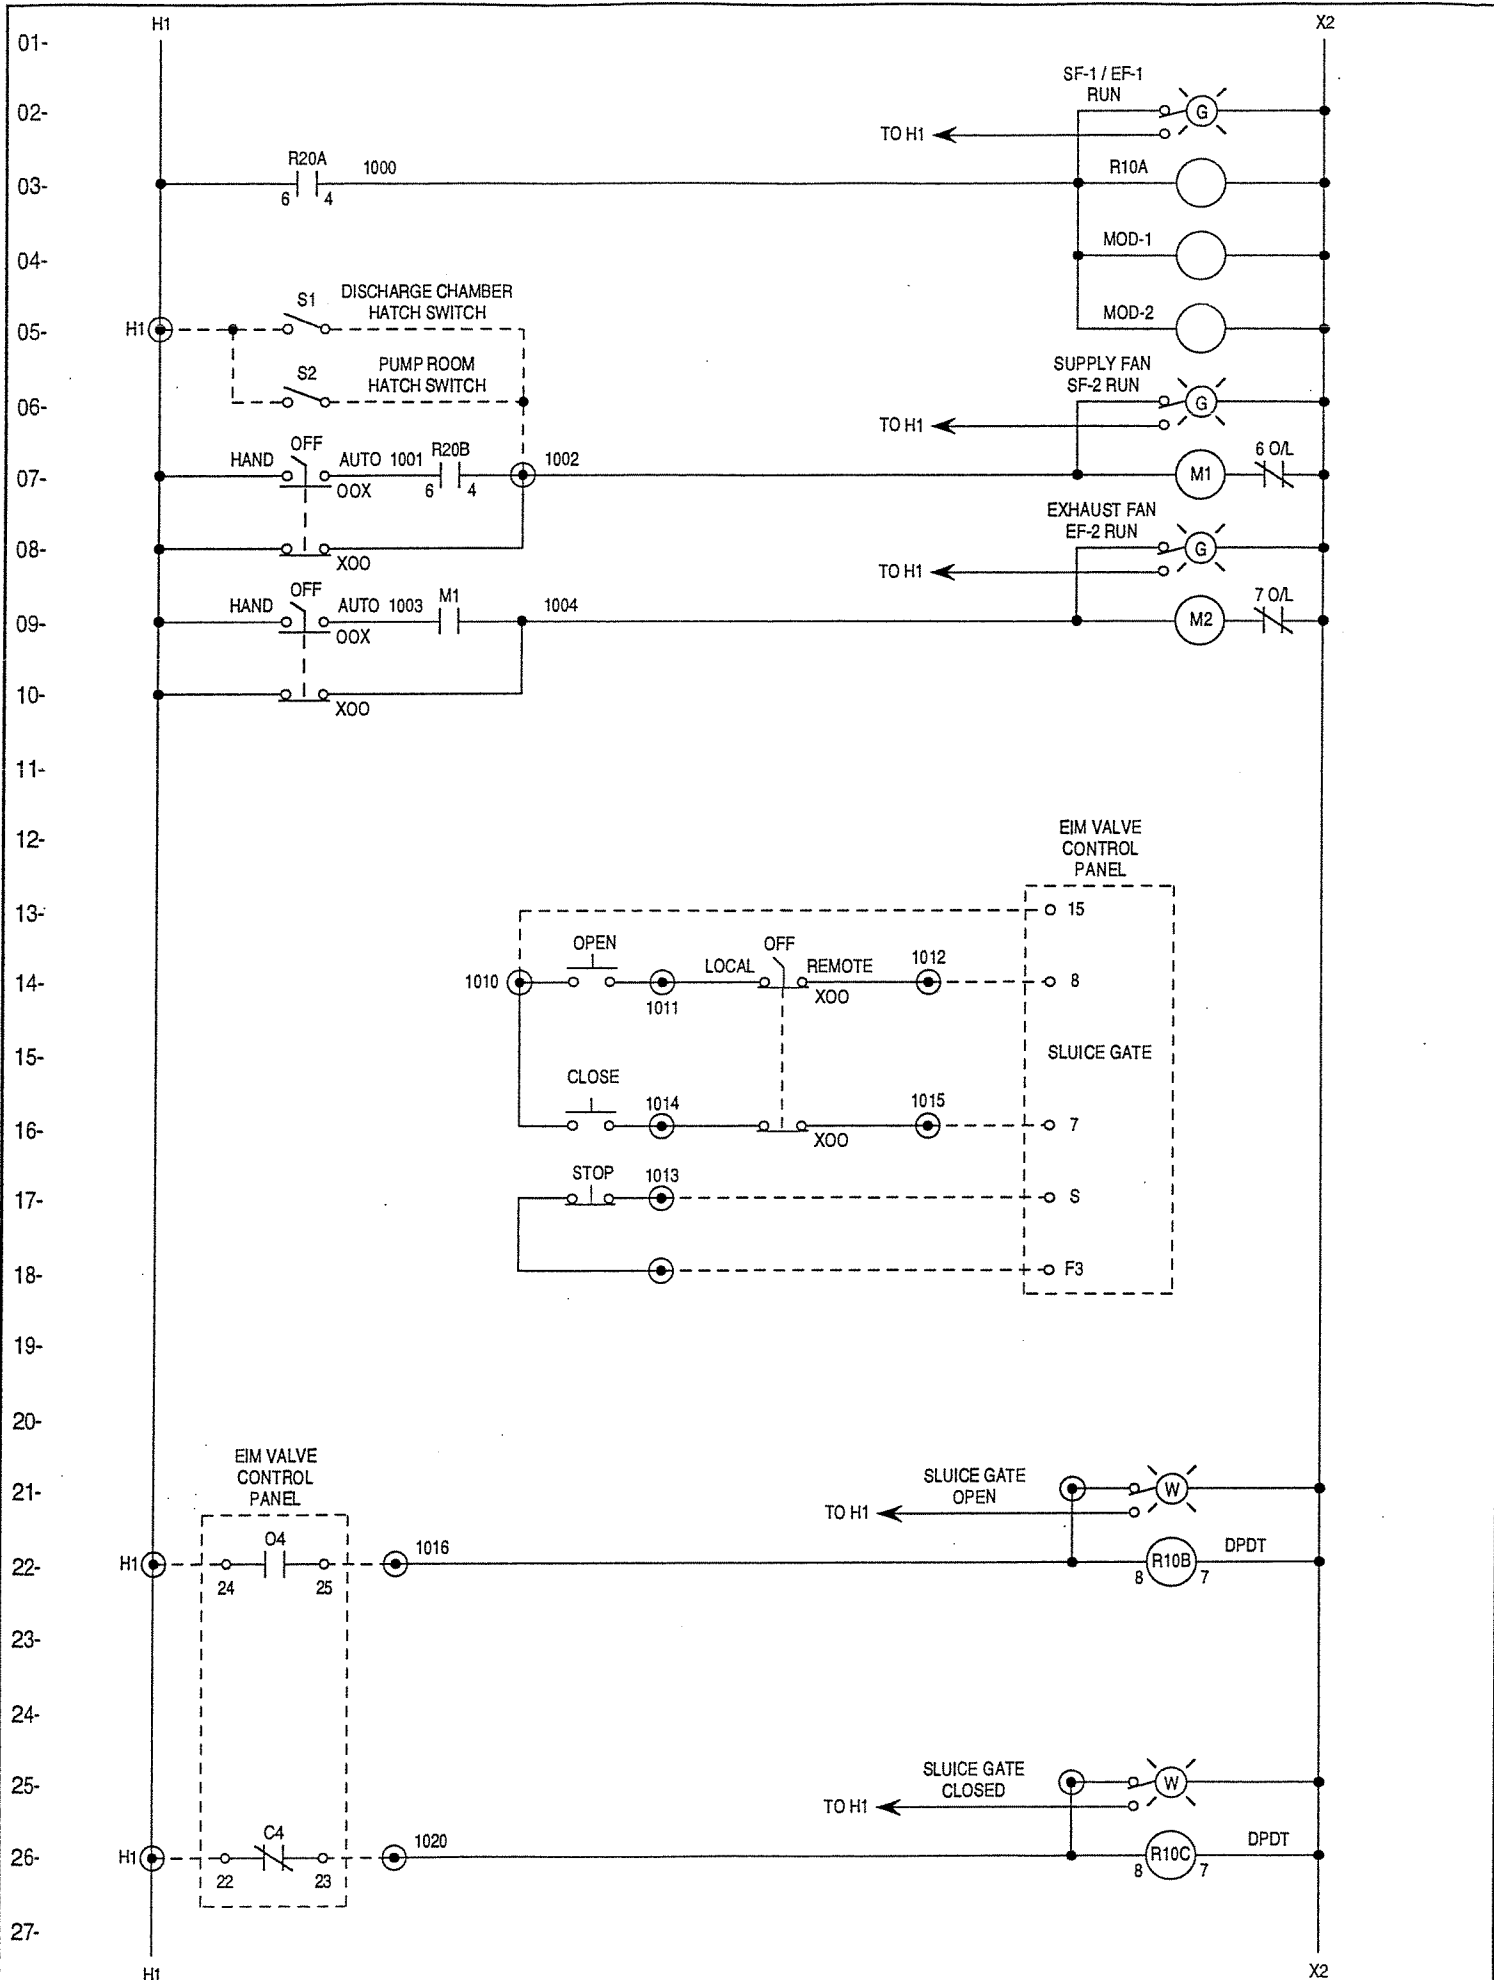 H1
X2
01-
SF-1 / EF-1
RUN
02-
G
TO H1
R20A
1000
R10A
03-
6 4
MOD-1
04-
S1
DISCHARGE CHAMBER
HATCH SWITCH
MOD-2
05-
H1
S2
PUMP ROOM
HATCH SWITCH
SUPPLY FAN
SF-2 RUN
06-
G
TO H1
OFF
HAND
AUTO 1001
R20B
1002
6 O/L
07-
OOX
6 4
M1
EXHAUST FAN
EF-2 RUN
08-
XOO
G
TO H1
OFF
HAND
AUTO 1003
M1
1004
7 O/L
09-
OOX
M2
10-
XOO
11-
12-
EIM VALVE
CONTROL
PANEL
13-
15
OPEN
OFF
LOCAL
REMOTE
1012
14-
1010
1011
XOO
8
15-
SLUICE GATE
CLOSE
1014
1015
16-
XOO
7
STOP
1013
17-
S
18-
F3
19-
20-
EIM VALVE
CONTROL
PANEL
SLUICE GATE
OPEN
21-
W
TO H1
O4
1016
DPDT
22-
H1
24 25
8 R10B 7
23-
24-
SLUICE GATE
CLOSED
25-
W
TO H1
C4
1020
DPDT
26-
H1
22 23
8 R10C 7
27-
H1
X2